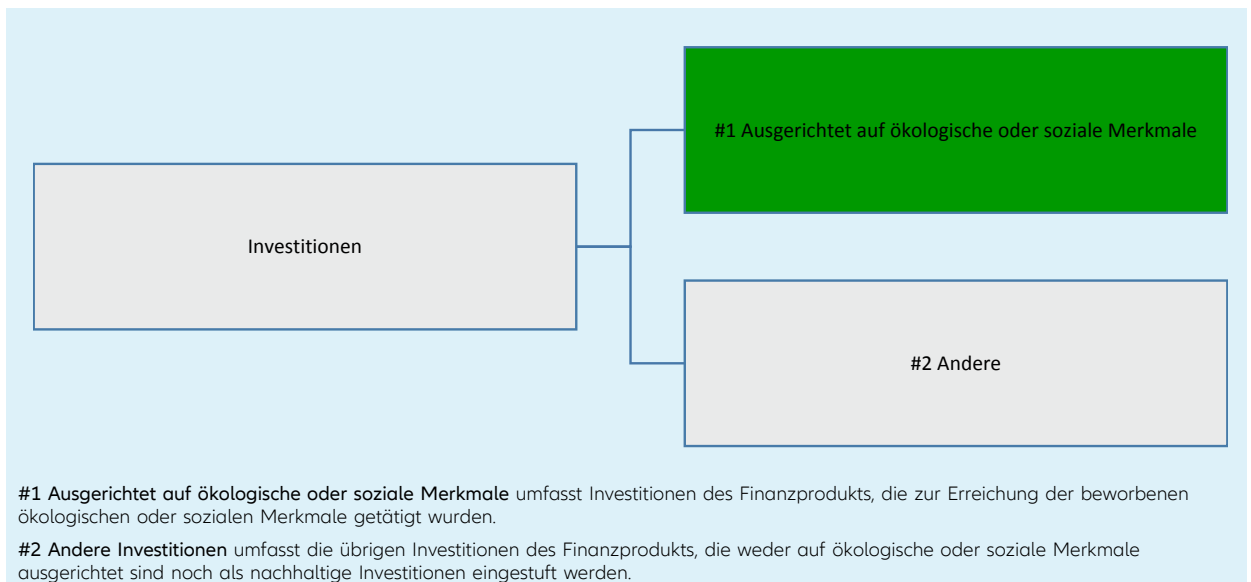 #1 Ausgerichtet auf ökologische oder soziale Merkmale
Investitionen
#2 Andere
#1 Ausgerichtet auf ökologische oder soziale Merkmale umfasst Investitionen des Finanzprodukts, die zur Erreichung der beworbenen
ökologischen oder sozialen Merkmale getätigt wurden.
#2 Andere Investitionen umfasst die übrigen Investitionen des Finanzprodukts, die weder auf ökologische oder soziale Merkmale
ausgerichtet sind noch als nachhaltige Investitionen eingestuft werden.